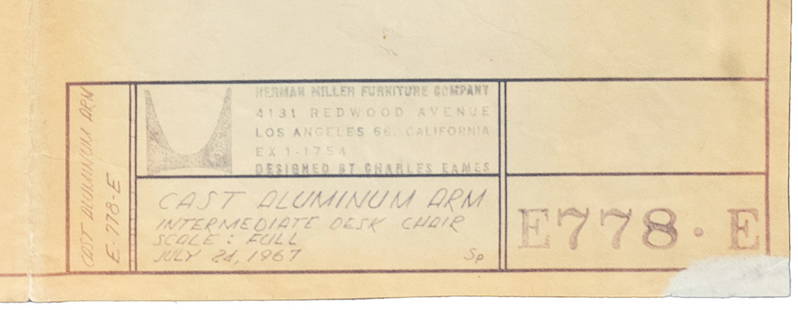 CAST ALUMINUM ARM
E-778-E
HERMAN MILLER FURNITURE COMPANY
4131 REDWOOD AVENUE
LOS ANGELES 66, CALIFORNIA
EX 1-1754
DESIGNED BY CHARLES EAMES
CAST ALUMINUM ARM
INTERMEDIATE DESK CHAIR
SCALE : FULL
JULY 21, 1967
Sp
E778·E